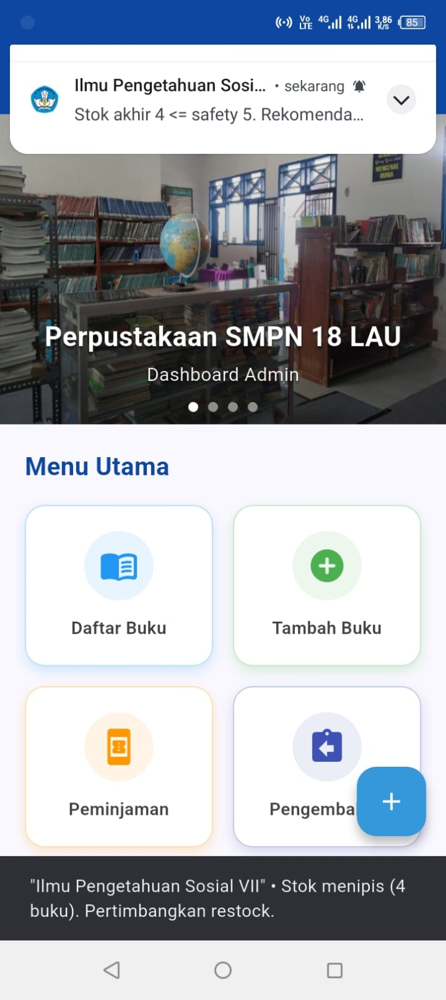 Vo
LTE
4G
4G
3,86
K/S
85
Ilmu Pengetahuan Sosi... • sekarang
Stok akhir 4 <= safety 5. Rekomenda...
MENGENAL
DUNIA
Perpustakaan SMPN 18 LAU
Dashboard Admin
Menu Utama
Daftar Buku
Tambah Buku
Peminjaman
Pengemba
"Ilmu Pengetahuan Sosial VII" • Stok menipis (4
buku). Pertimbangkan restock.